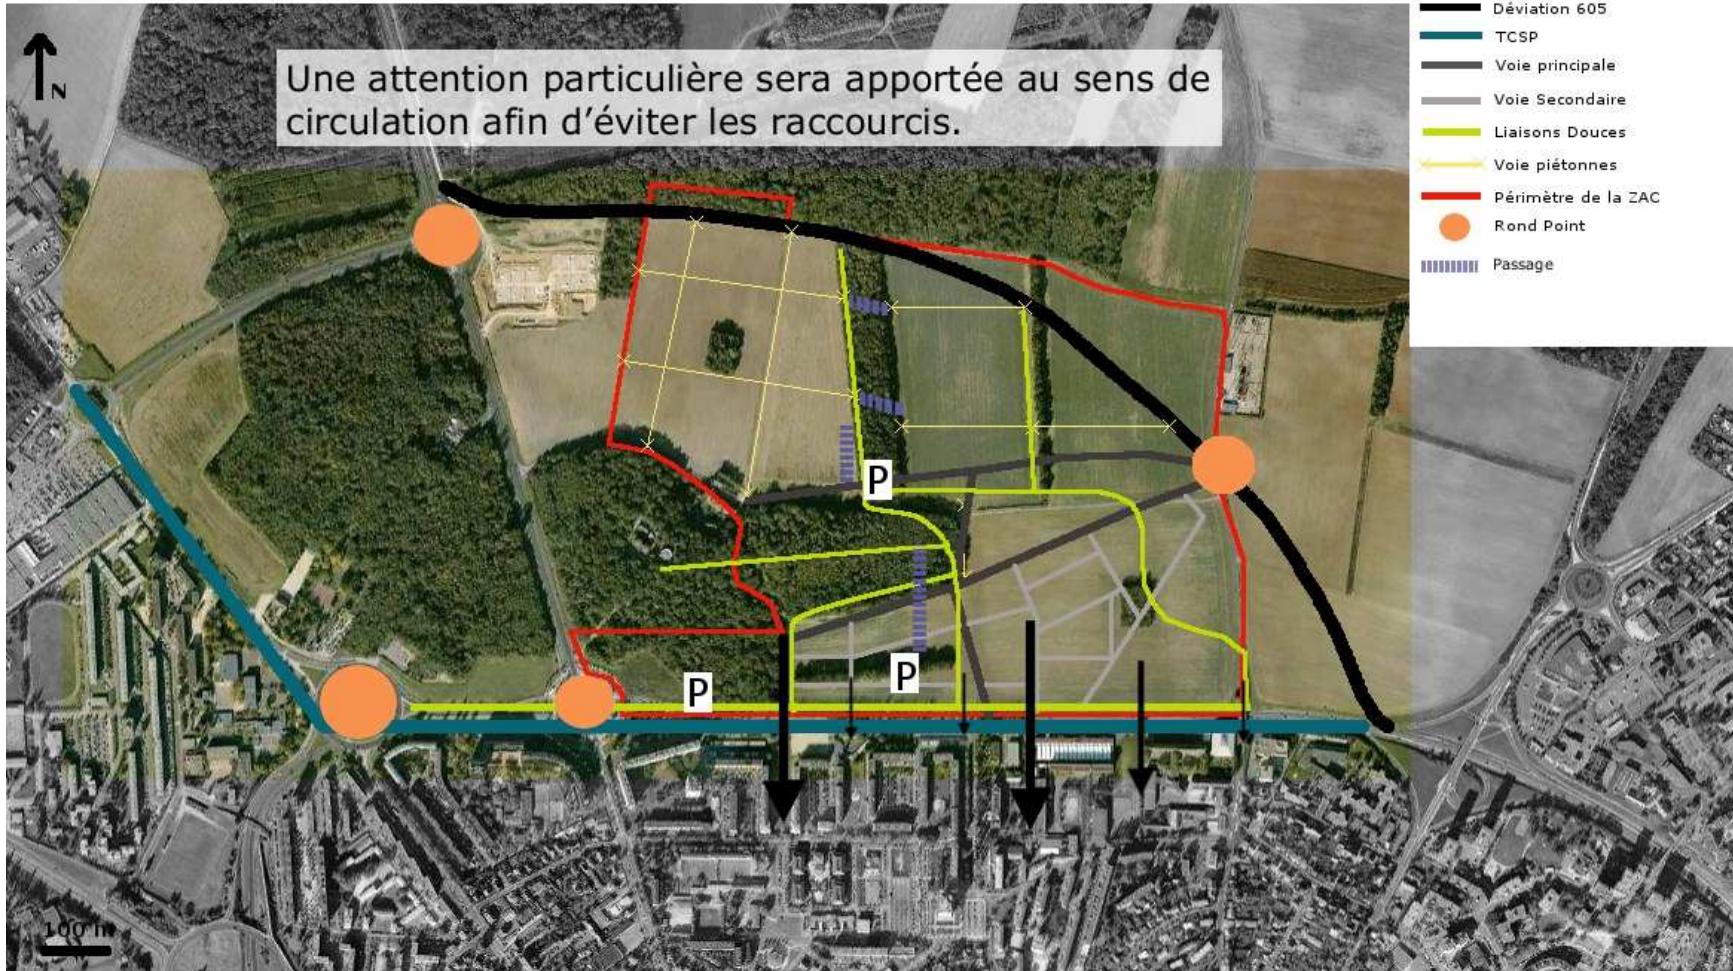 Déviation 605
TCSP
Voie principale
Voie Secondaire
Liaisons Douces
Voie piétonnes
Périmètre de la ZAC
Rond Point
Passage
N
Une attention particulière sera apportée au sens de
circulation afin d'éviter les raccourcis.
P
P
P
100 m